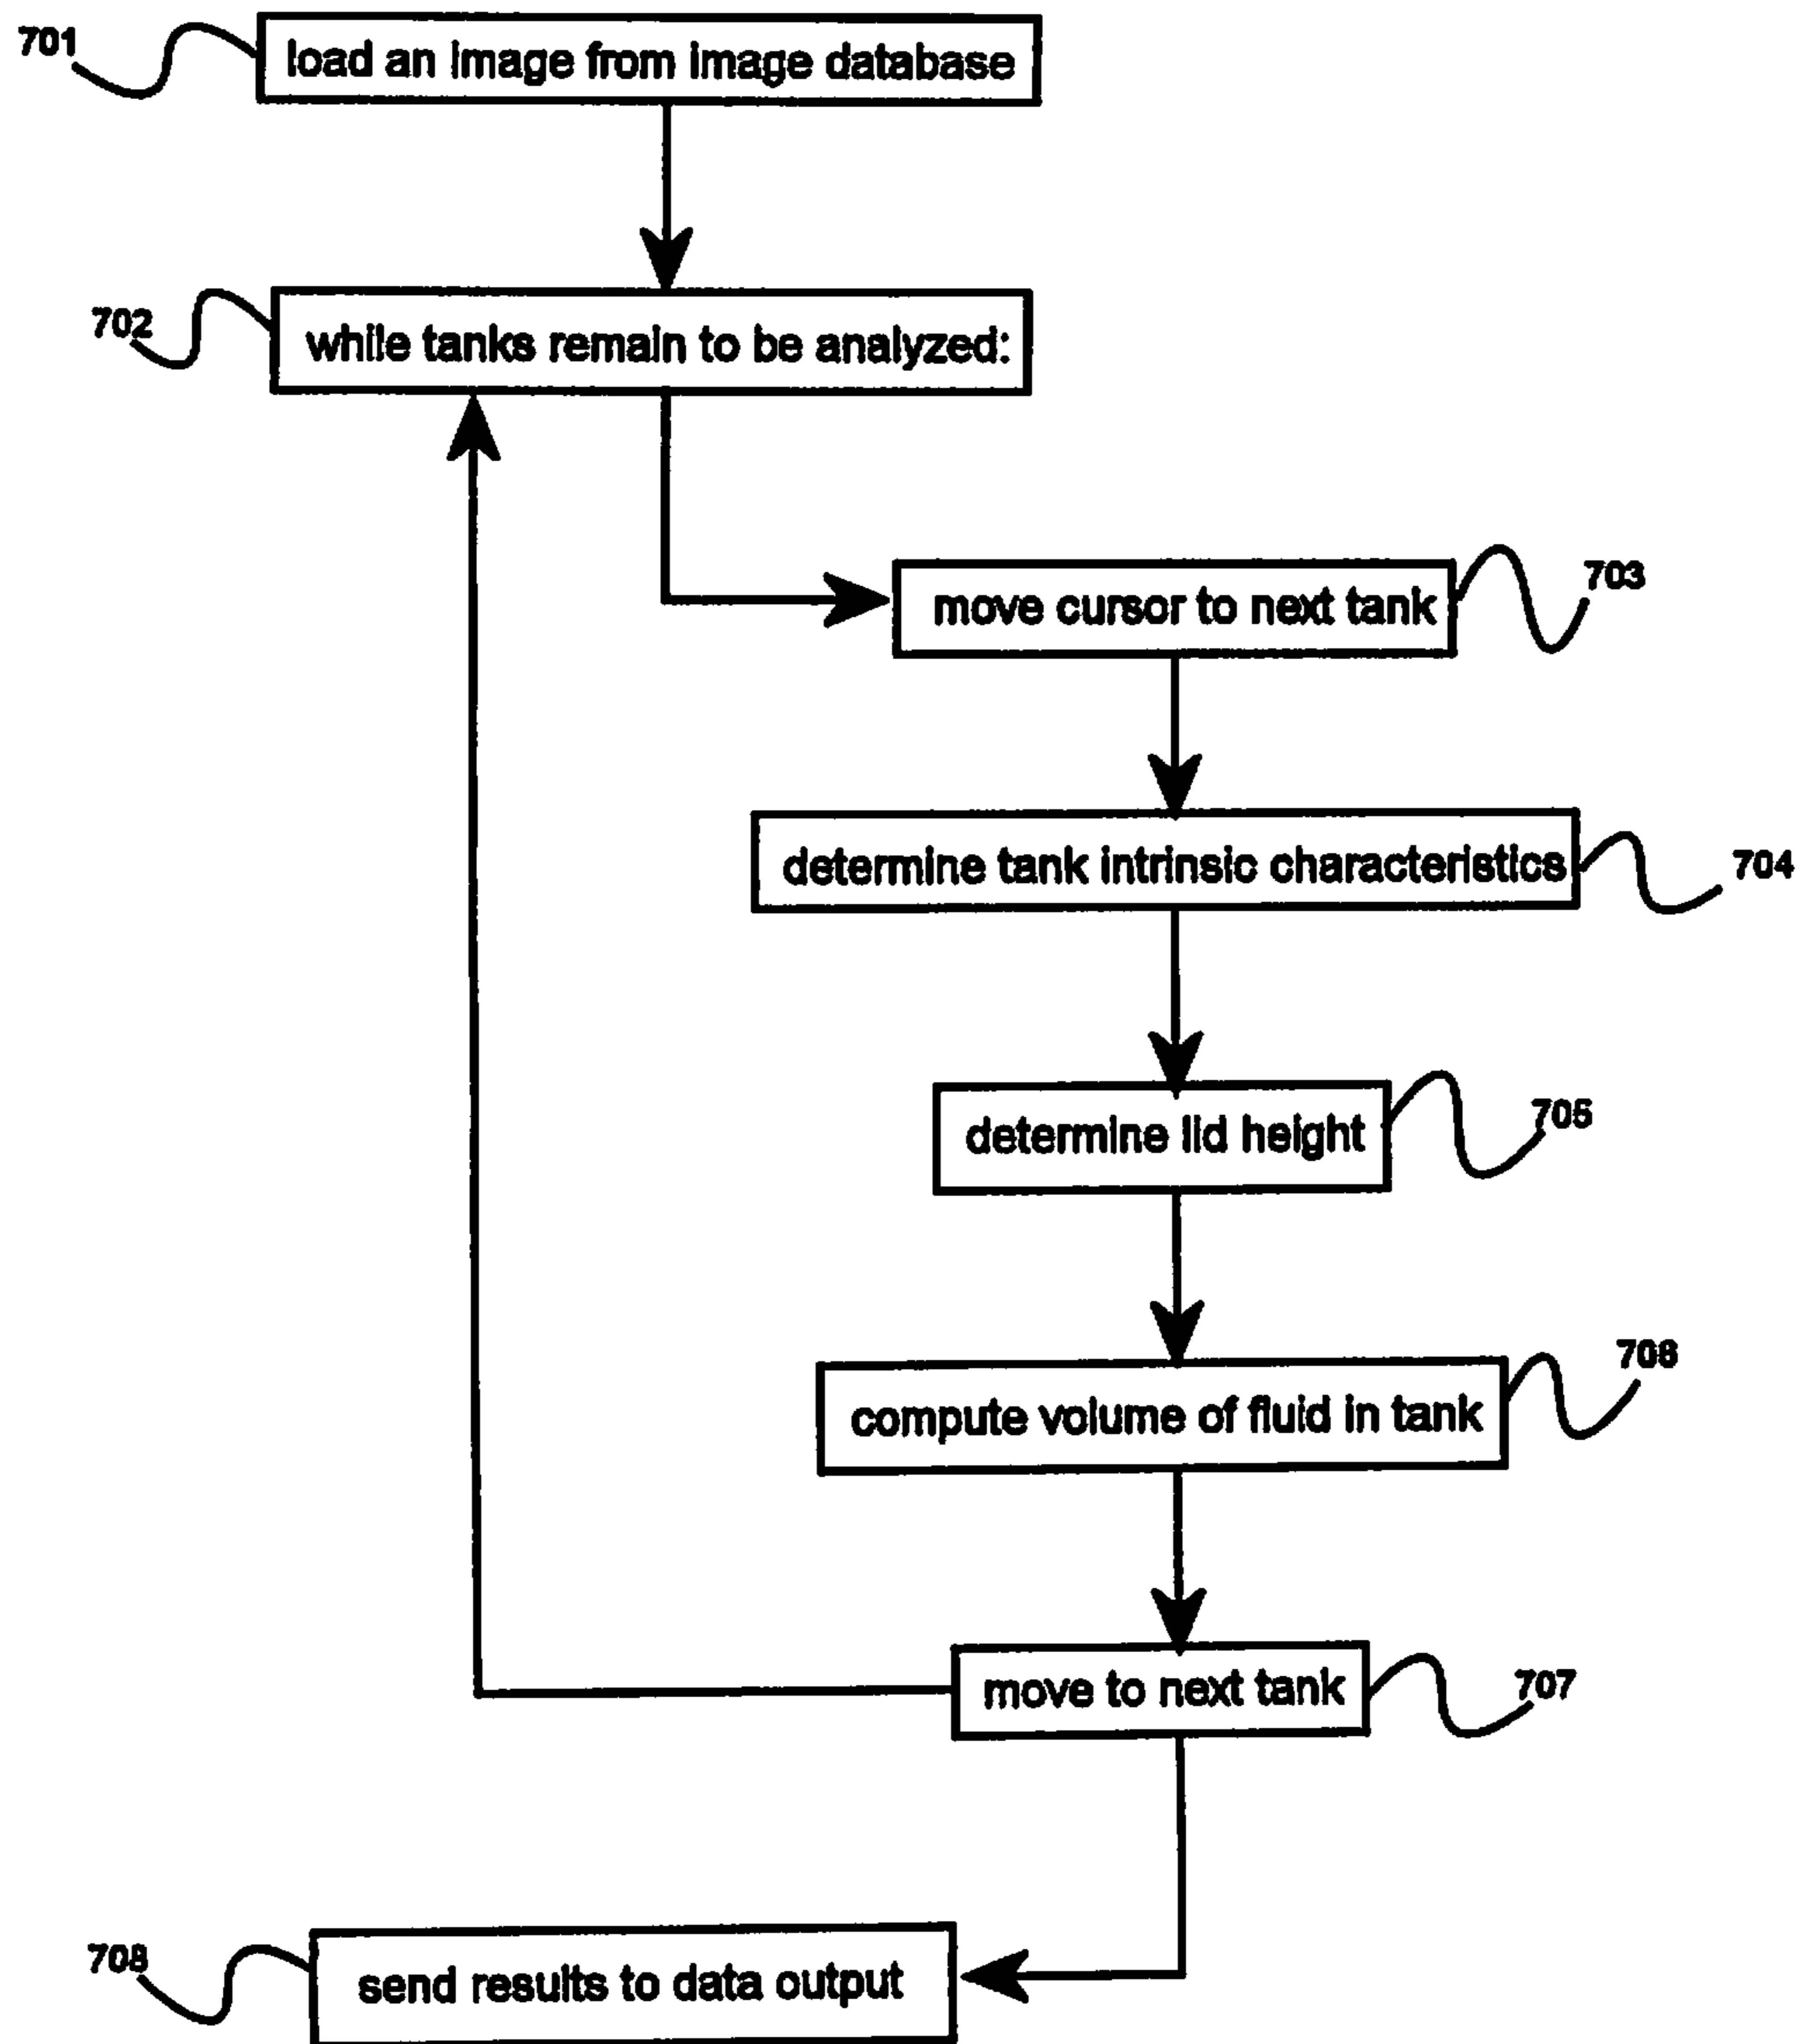 701
load an image from image database
702
while tanks remain to be analyzed:
703
move cursor to next tank
704
determine tank intrinsic characteristics
705
determine lid height
706
compute volume of fluid in tank
707
move to next tank
708
send results to data output